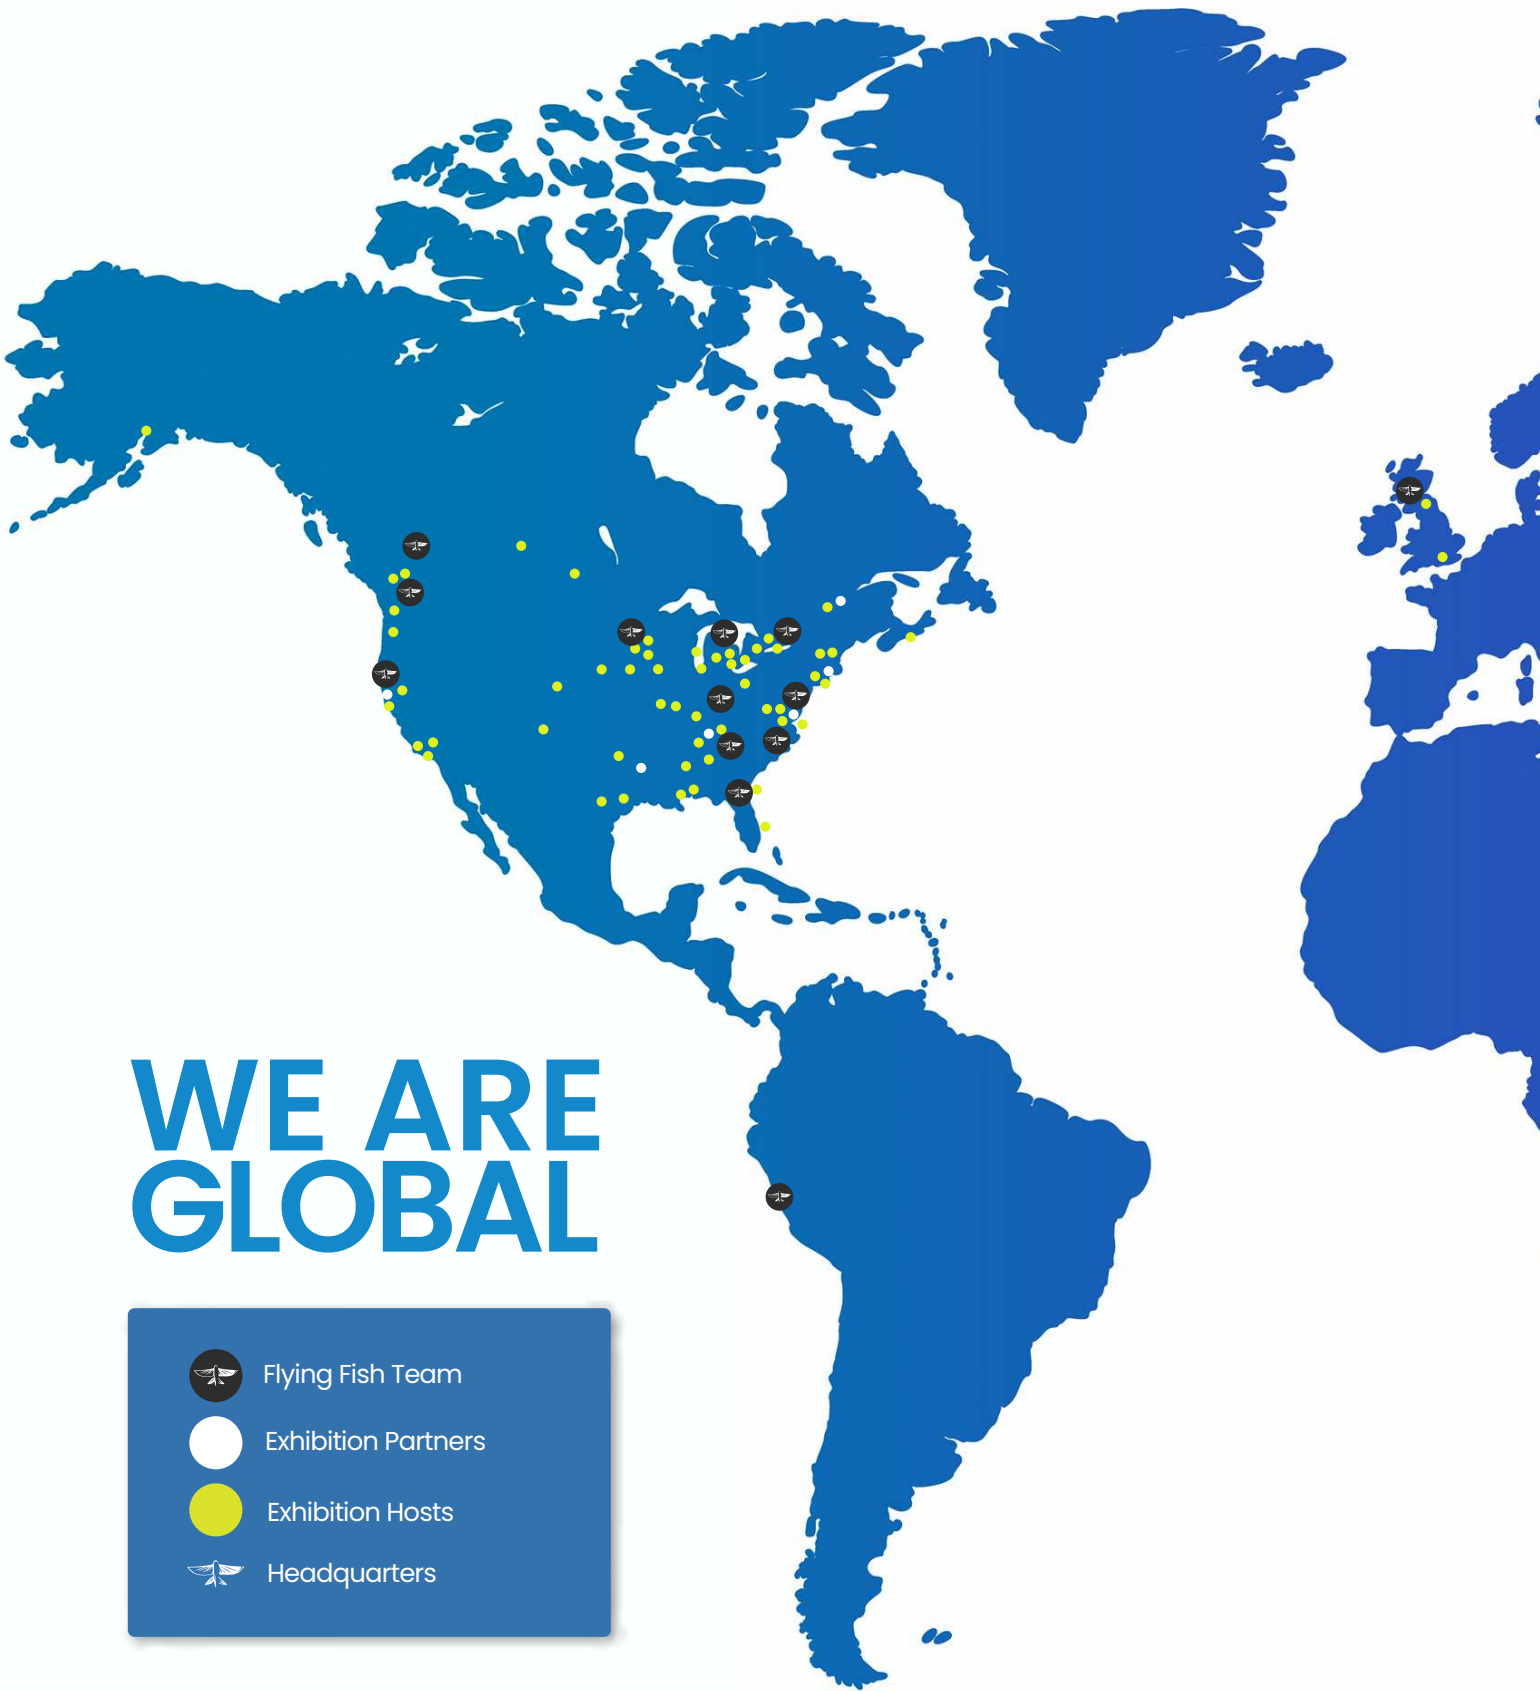 WE ARE
GLOBAL
Flying Fish Team
Exhibition Partners
Exhibition Hosts
Headquarters